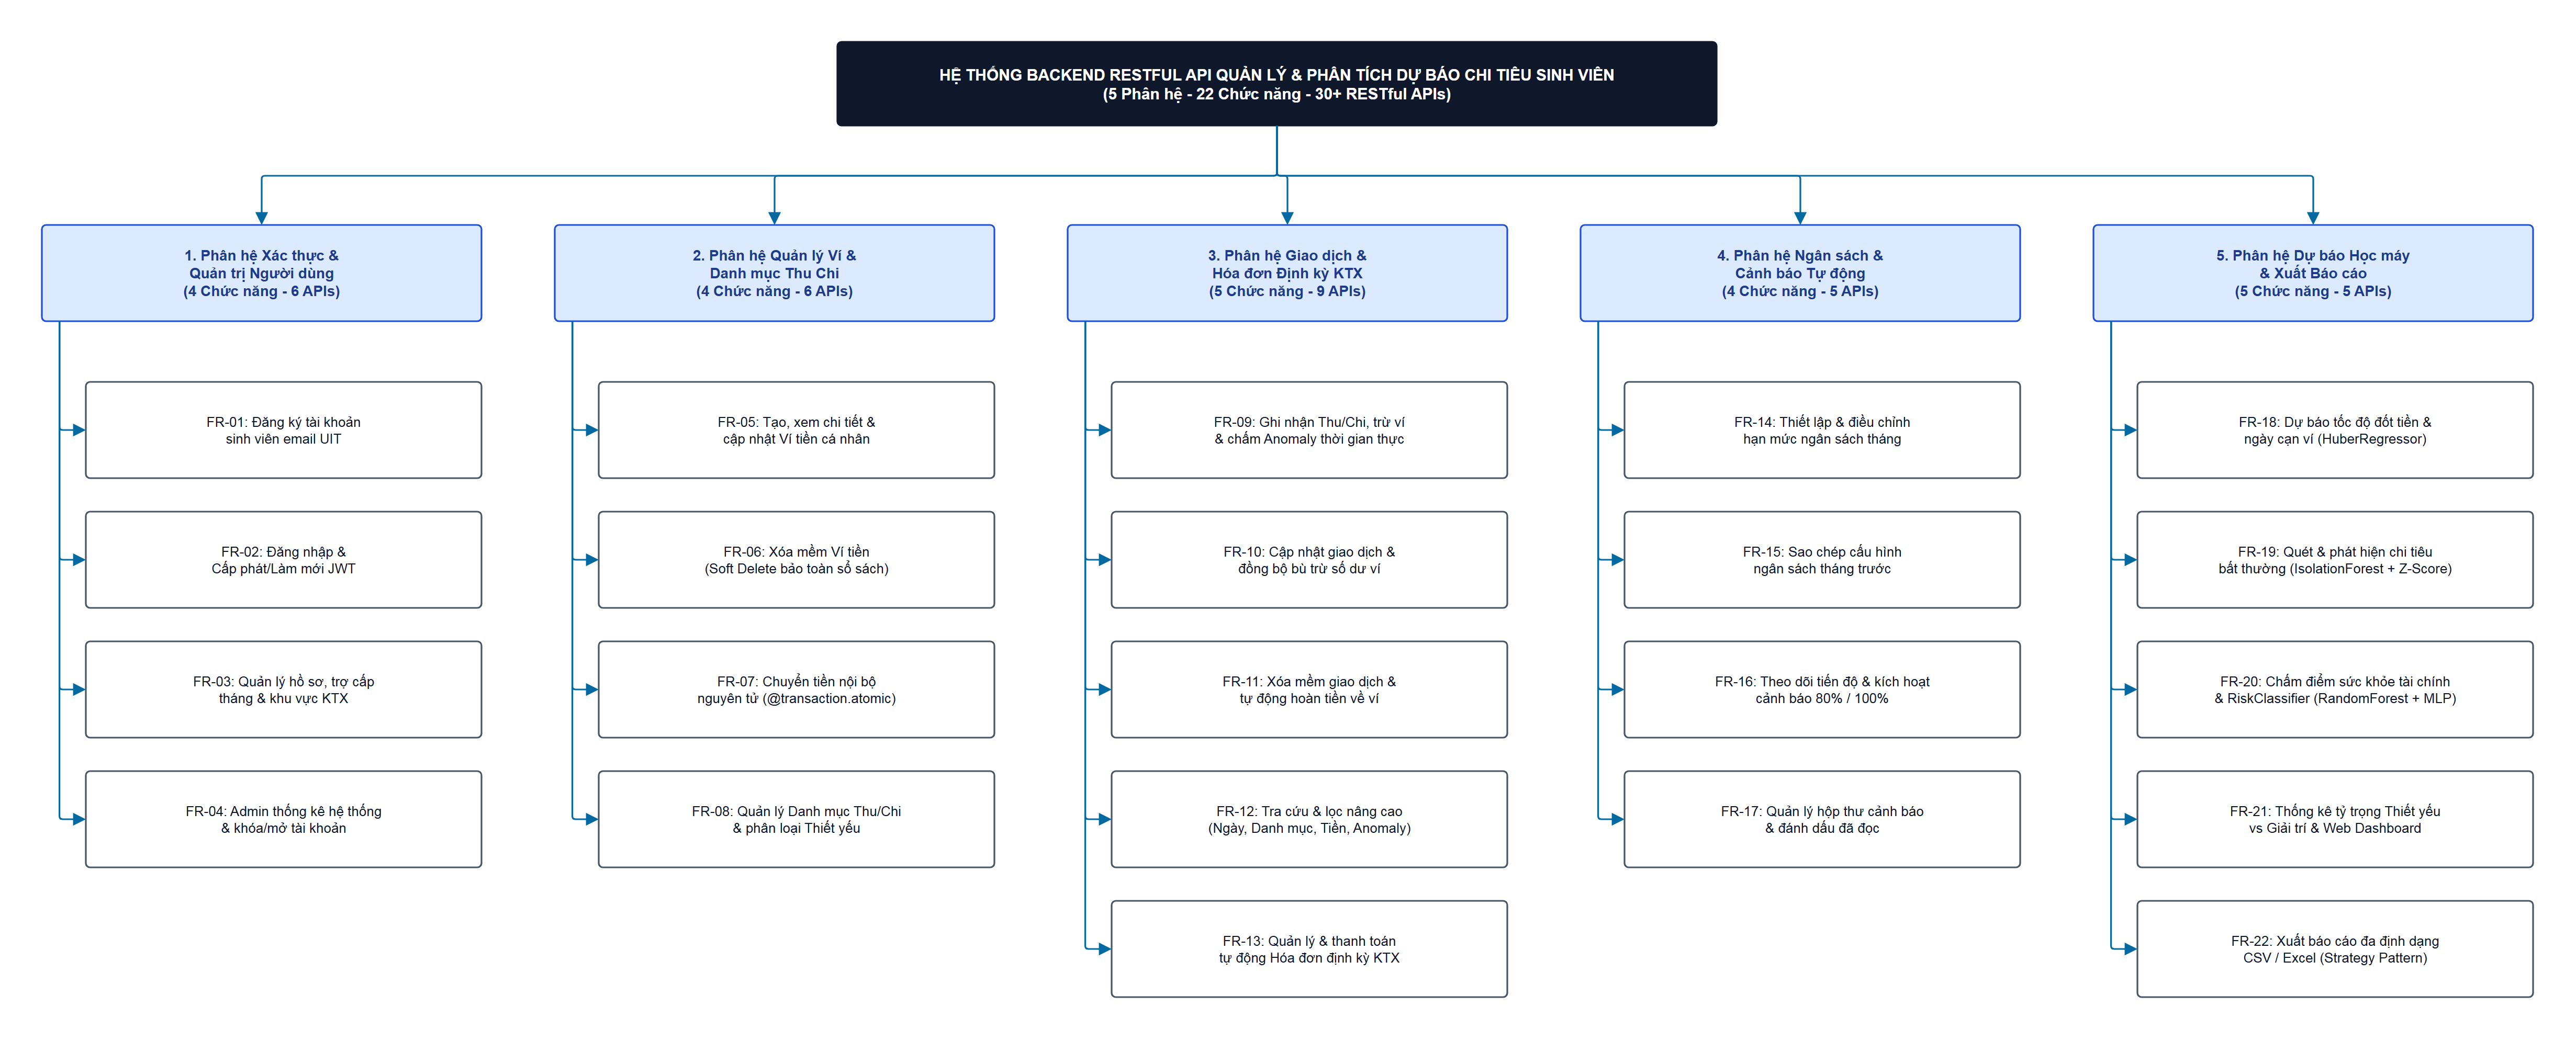 HỆ THỐNG BACKEND RESTFUL API QUẢN LÝ & PHÂN TÍCH DỰ BÁO CHI TIÊU SINH VIÊN
(5 Phân hệ - 22 Chức năng - 30+ RESTful APIs)
1. Phân hệ Xác thực &
Quản trị Người dùng
(4 Chức năng - 6 APIs)
FR-01: Đăng ký tài khoản
sinh viên email UIT
FR-02: Đăng nhập &
Cấp phát/Làm mới JWT
FR-03: Quản lý hồ sơ, trợ cấp
tháng & khu vực KTX
FR-04: Admin thống kê hệ thống
& khóa/mở tài khoản
2. Phân hệ Quản lý Ví &
Danh mục Thu Chi
(4 Chức năng - 6 APIs)
FR-05: Tạo, xem chi tiết &
cập nhật Ví tiền cá nhân
FR-06: Xóa mềm Ví tiền
(Soft Delete bảo toàn sổ sách)
FR-07: Chuyển tiền nội bộ
nguyên tử (@transaction.atomic)
FR-08: Quản lý Danh mục Thu/Chi
& phân loại Thiết yếu
3. Phân hệ Giao dịch &
Hóa đơn Định kỳ KTX
(5 Chức năng - 9 APIs)
FR-09: Ghi nhận Thu/Chi, trừ ví
& chấm Anomaly thời gian thực
FR-10: Cập nhật giao dịch &
đồng bộ bù trừ số dư ví
FR-11: Xóa mềm giao dịch &
tự động hoàn tiền về ví
FR-12: Tra cứu & lọc nâng cao
(Ngày, Danh mục, Tiền, Anomaly)
FR-13: Quản lý & thanh toán
tự động Hóa đơn định kỳ KTX
4. Phân hệ Ngân sách &
Cảnh báo Tự động
(4 Chức năng - 5 APIs)
FR-14: Thiết lập & điều chỉnh
hạn mức ngân sách tháng
FR-15: Sao chép cấu hình
ngân sách tháng trước
FR-16: Theo dõi tiến độ & kích hoạt
cảnh báo 80% / 100%
FR-17: Quản lý hộp thư cảnh báo
& đánh dấu đã đọc
5. Phân hệ Dự báo Học máy
& Xuất Báo cáo
(5 Chức năng - 5 APIs)
FR-18: Dự báo tốc độ đốt tiền &
ngày cạn ví (HuberRegressor)
FR-19: Quét & phát hiện chi tiêu
bất thường (IsolationForest + Z-Score)
FR-20: Chấm điểm sức khỏe tài chính
& RiskClassifier (RandomForest + MLP)
FR-21: Thống kê tỷ trọng Thiết yếu
vs Giải trí & Web Dashboard
FR-22: Xuất báo cáo đa định dạng
CSV / Excel (Strategy Pattern)